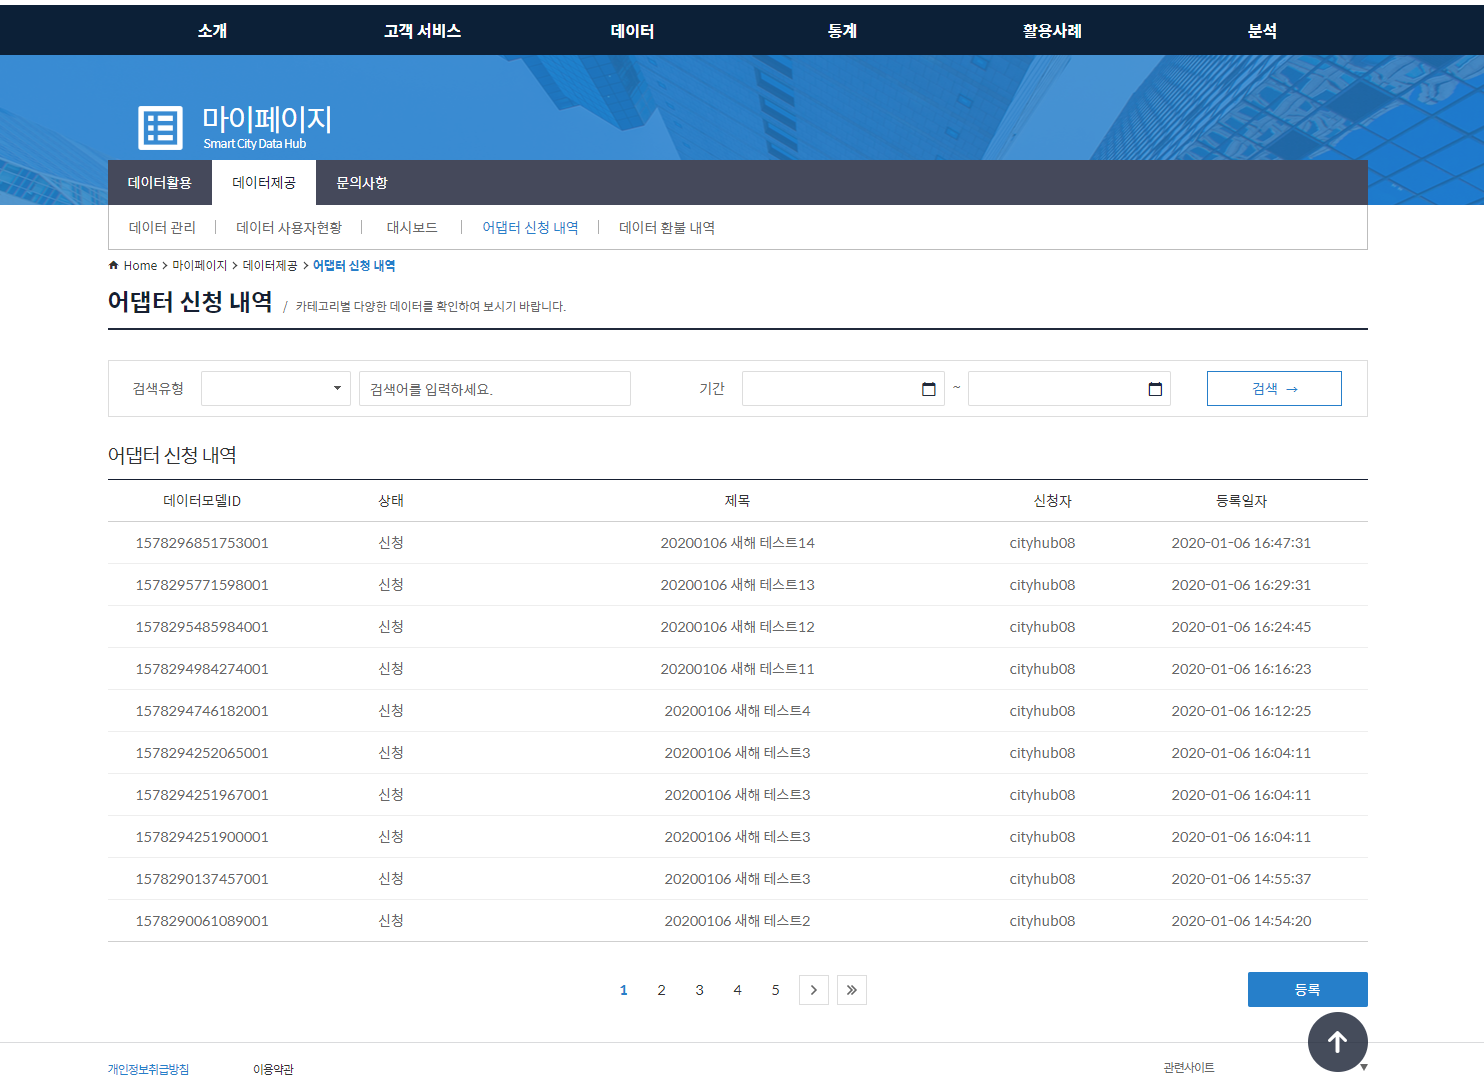 소개 고객 서비스 데이터 통계 활용사례 분석
마이페이지
Smart City Data Hub
데이터활용 데이터제공 문의사항
데이터 관리 데이터 사용자현황 대시보드 어댑터 신청 내역 데이터 환불 내역
Home > 마이페이지 > 데이터제공 > 어댑터 신청 내역
어댑터 신청 내역 / 카테고리별 다양한 데이터를 확인하여 보시기 바랍니다.
검색유형 검색어를 입력하세요. 기간 ~ 검색 →
어댑터 신청 내역
데이터모델ID 상태 제목 신청자 등록일자
1578296851753001 신청 20200106 새해 테스트14 cityhub08 2020-01-06 16:47:31
1578295771598001 신청 20200106 새해 테스트13 cityhub08 2020-01-06 16:29:31
1578295485984001 신청 20200106 새해 테스트12 cityhub08 2020-01-06 16:24:45
1578294984274001 신청 20200106 새해 테스트11 cityhub08 2020-01-06 16:16:23
1578294746182001 신청 20200106 새해 테스트4 cityhub08 2020-01-06 16:12:25
1578294252065001 신청 20200106 새해 테스트3 cityhub08 2020-01-06 16:04:11
1578294251967001 신청 20200106 새해 테스트3 cityhub08 2020-01-06 16:04:11
1578294251900001 신청 20200106 새해 테스트3 cityhub08 2020-01-06 16:04:11
1578290137457001 신청 20200106 새해 테스트3 cityhub08 2020-01-06 14:55:37
1578290061089001 신청 20200106 새해 테스트2 cityhub08 2020-01-06 14:54:20
1 2 3 4 5 > » 등록
개인정보취급방침 이용약관 관련사이트 ▼